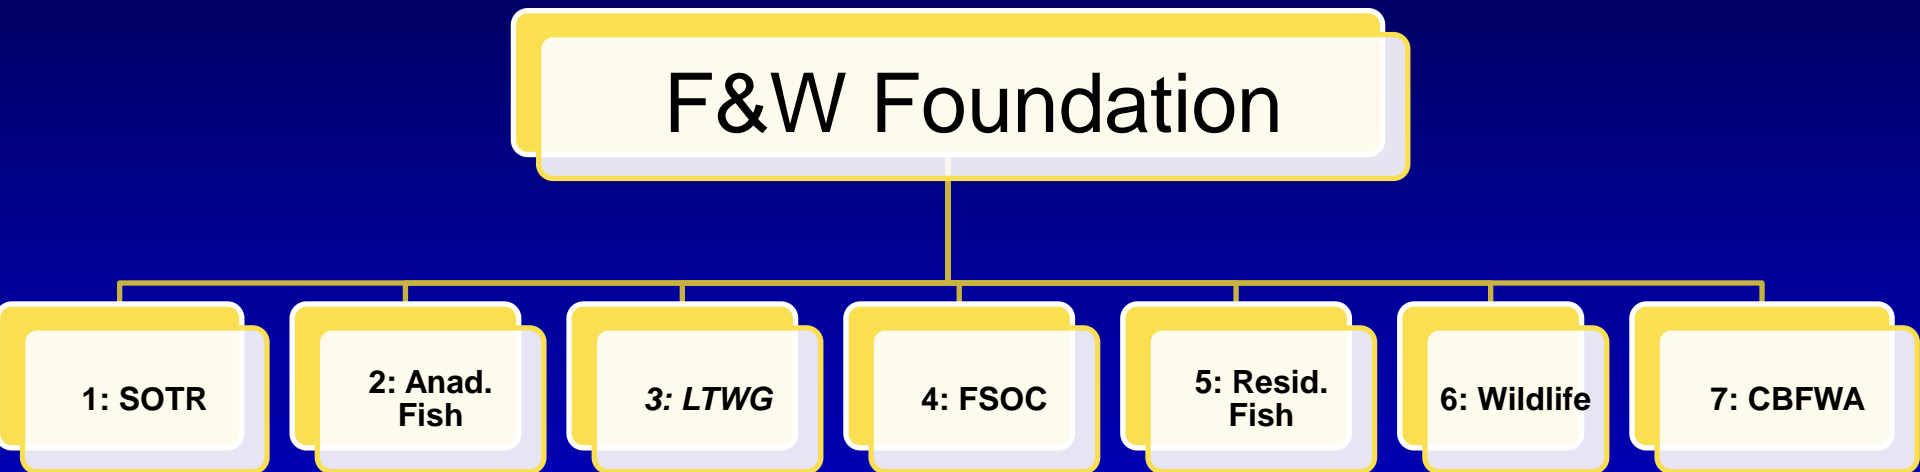 F&W Foundation
1: SOTR
2: Anad.
Fish
3: LTWG
4: FSOC
5: Resid.
Fish
6: Wildlife
7: CBFWA